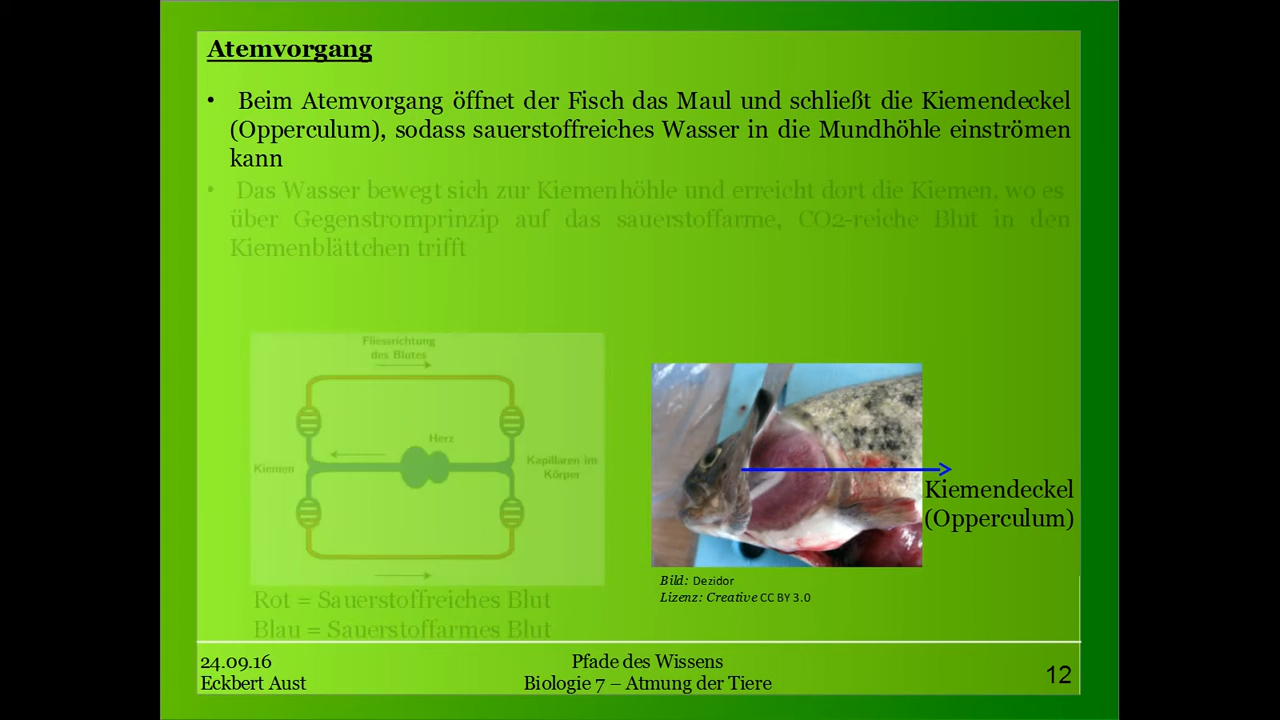 Atemvorgang
• Beim Atemvorgang öffnet der Fisch das Maul und schließt die Kiemendeckel
(Opperculum), sodass sauerstoffreiches Wasser in die Mundhöhle einströmen
kann
• Das Wasser bewegt sich zur Kiemenhöhle und erreicht dort die Kiemen, wo es
über Gegenstromprinzip auf das sauerstoffarme, CO2-reiche Blut in den
Kiemenblättchen trifft
Fliessrichtung
des Blutes
Herz
Kiemen
Kapillaren im
Körper
Rot = Sauerstoffreiches Blut
Blau = Sauerstoffarmes Blut
Kiemendeckel
(Opperculum)
Bild: Dezidor
Lizenz: Creative CC BY 3.0
24.09.16
Eckbert Aust
Pfade des Wissens
Biologie 7 – Atmung der Tiere
12